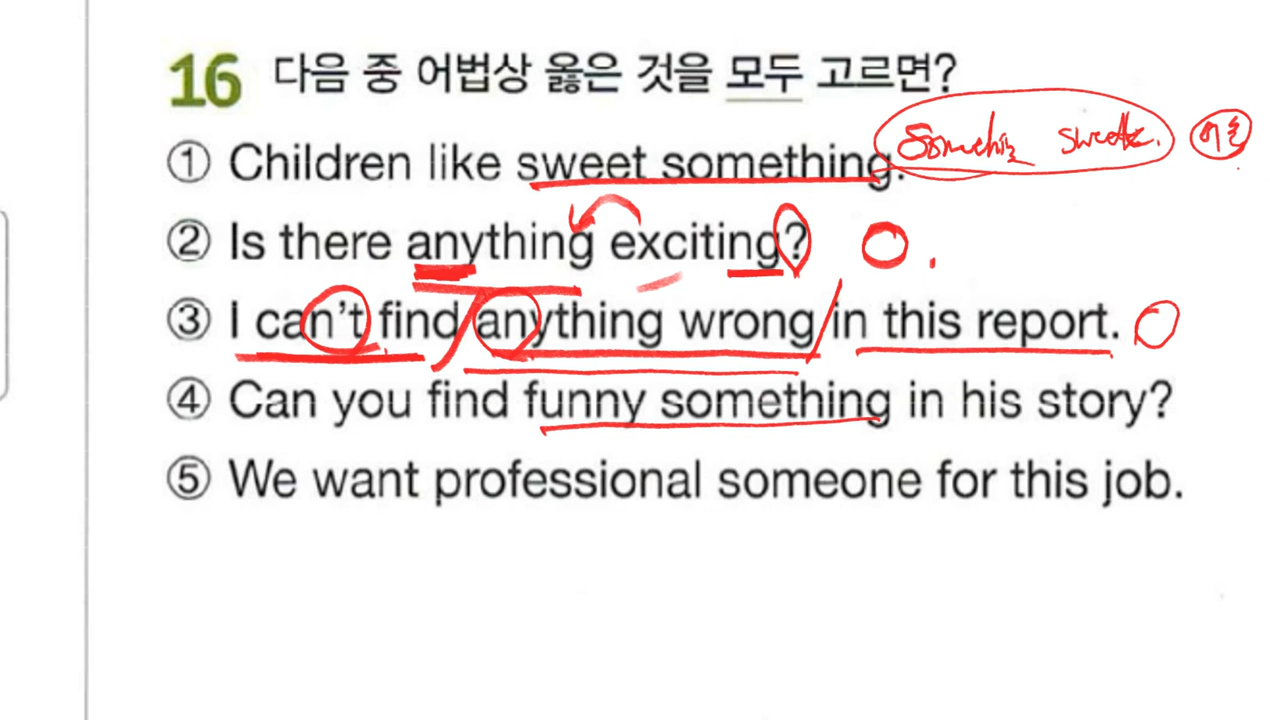 16 다음 중 어법상 옳은 것을 모두 고르면?
① Children like sweet something.
② Is there anything exciting?
③ I can't find anything wrong in this report.
④ Can you find funny something in his story?
⑤ We want professional someone for this job.